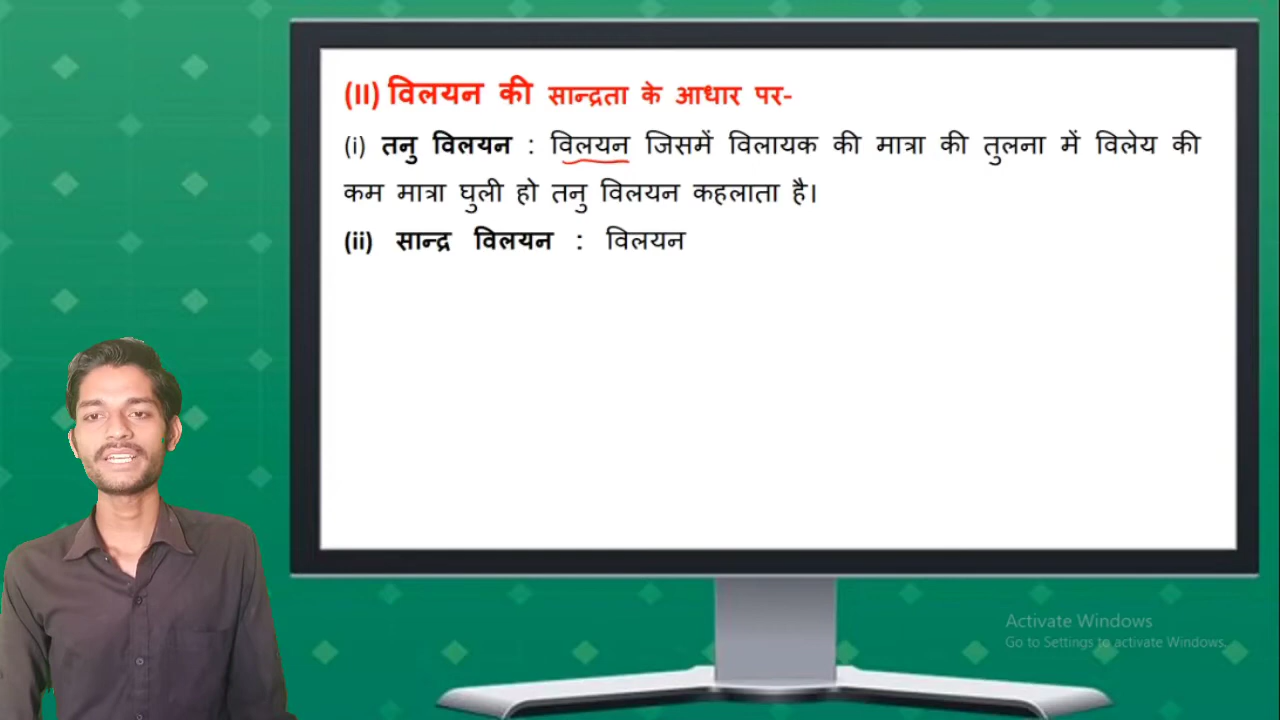 (II) विलयन की सान्द्रता के आधार पर-
(i) तनु विलयन : विलयन जिसमें विलायक की मात्रा की तुलना में विलेय की
कम मात्रा घुली हो तनु विलयन कहलाता है।
(ii) सान्द्र विलयन : विलयन
Activate Windows
Go to Settings to activate Windows.